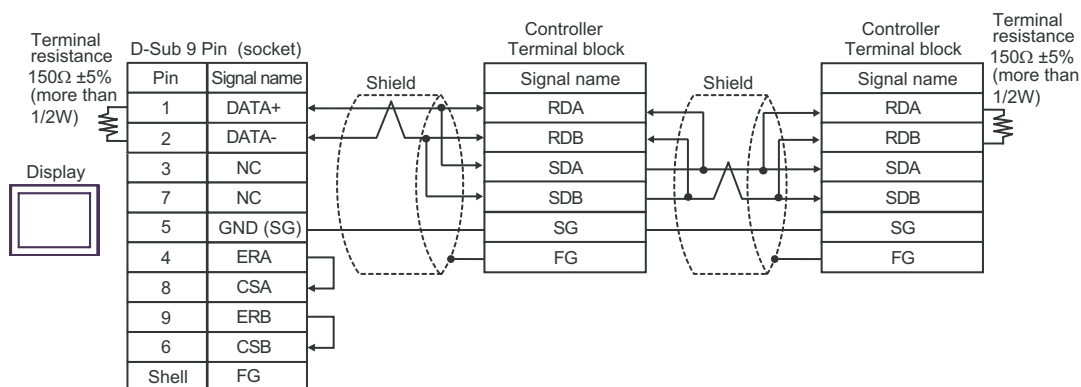 Terminal
resistance
150Ω ±5%
(more than
1/2W)
Display
D-Sub 9 Pin (socket)
Pin Signal name
1 DATA+
2 DATA-
3 NC
7 NC
5 GND (SG)
4 ERA
8 CSA
9 ERB
6 CSB
Shell FG
Shield
Controller
Terminal block
Signal name
RDA
RDB
SDA
SDB
SG
FG
Shield
Controller
Terminal block
Signal name
RDA
RDB
SDA
SDB
SG
FG
Terminal
resistance
150Ω ±5%
(more than
1/2W)